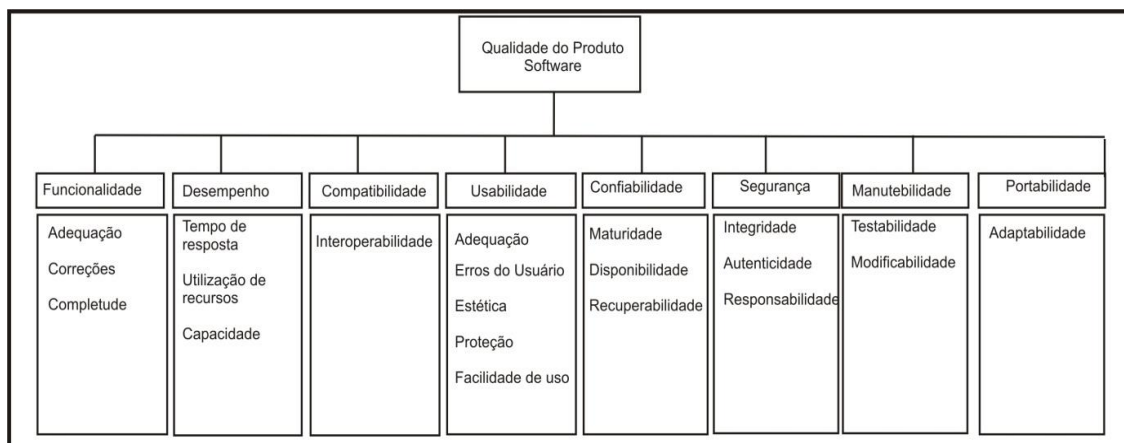 Qualidade do Produto
Software
Funcionalidade
Adequação
Correções
Completude
Desempenho
Tempo de
resposta
Utilização de
recursos
Capacidade
Compatibilidade
Interoperabilidade
Usabilidade
Adequação
Erros do Usuário
Estética
Proteção
Facilidade de uso
Confiabilidade
Maturidade
Disponibilidade
Recuperabilidade
Segurança
Integridade
Autenticidade
Responsabilidade
Manutebilidade
Testabilidade
Modificabilidade
Portabilidade
Adaptabilidade